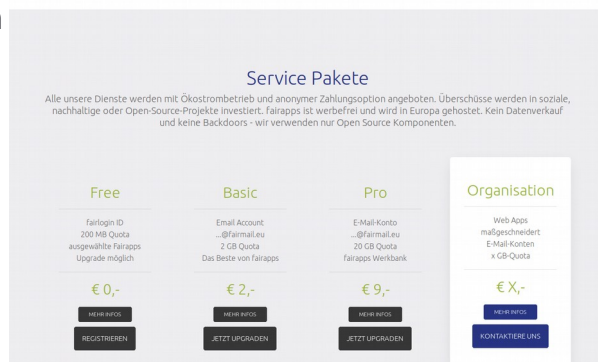 Service Pakete
Alle unsere Dienste werden mit Ökostrombetrieb und anonymer Zahlungsoption angeboten. Überschüsse werden in soziale,
nachhaltige oder Open-Source-Projekte investiert. fairapps ist werbefrei und wird in Europa gehostet. Kein Datenverkauf
und keine Backdoors - wir verwenden nur Open Source Komponenten.
Free
fairlogin ID
200 MB Quota
ausgewählte Fairapps
Upgrade möglich
€ 0,-
MEHR INFOS
REGISTRIEREN
Basic
Email Account
...@fairmail.eu
2 GB Quota
Das Beste von fairapps
€ 2,-
MEHR INFOS
JETZT UPGRADEN
Pro
E-Mail-Konto
...@fairmail.eu
20 GB Quota
fairapps Werkbank
€ 9,-
MEHR INFOS
JETZT UPGRADEN
Organisation
Web Apps
maßgeschneidert
E-Mail-Konten
x GB-Quota
€ X,-
MEHR INFOS
KONTAKTIERE UNS